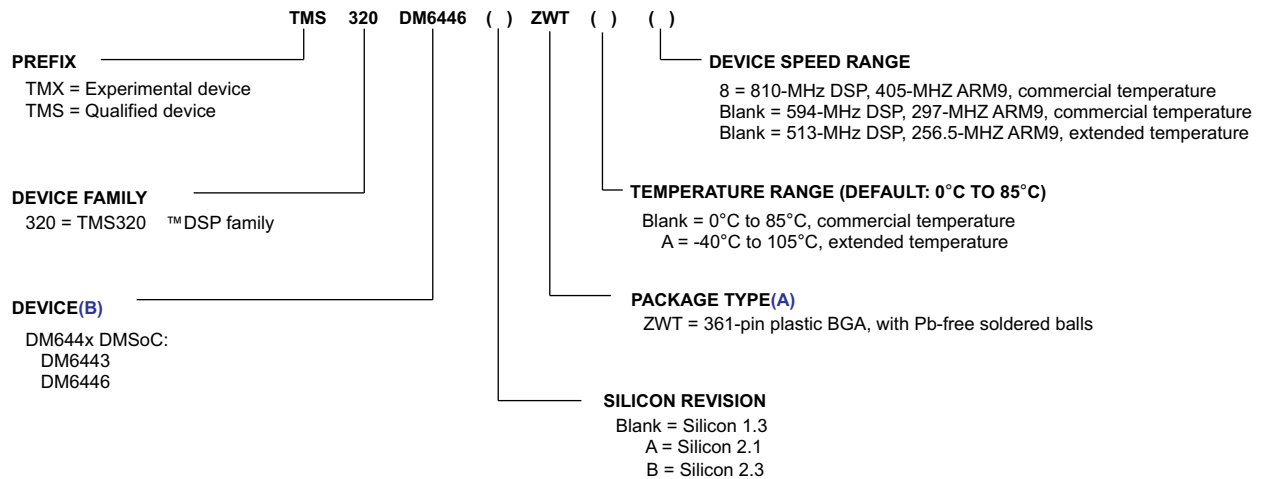 TMS 320 DM6446 ( ) ZWT ( ) ( )
PREFIX
TMX = Experimental device
TMS = Qualified device
DEVICE SPEED RANGE
8 = 810-MHz DSP, 405-MHZ ARM9, commercial temperature
Blank = 594-MHz DSP, 297-MHZ ARM9, commercial temperature
Blank = 513-MHz DSP, 256.5-MHZ ARM9, extended temperature
DEVICE FAMILY
320 = TMS320 ™DSP family
TEMPERATURE RANGE (DEFAULT: 0°C TO 85°C)
Blank = 0°C to 85°C, commercial temperature
A = -40°C to 105°C, extended temperature
DEVICE(B)
DM644x DMSoC:
DM6443
DM6446
PACKAGE TYPE(A)
ZWT = 361-pin plastic BGA, with Pb-free soldered balls
SILICON REVISION
Blank = Silicon 1.3
A = Silicon 2.1
B = Silicon 2.3